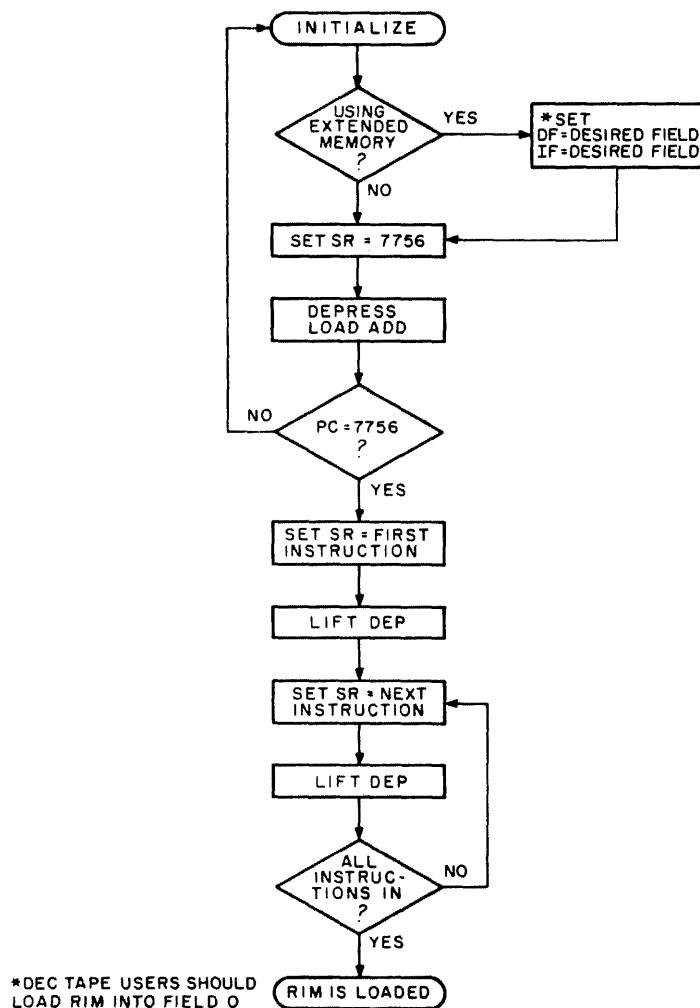 INITIALIZE
USING
EXTENDED
MEMORY
?
YES
*SET
DF=DESIRED FIELD
IF=DESIRED FIELD
NO
SET SR = 7756
DEPRESS
LOAD ADD
NO
PC=7756
?
YES
SET SR=FIRST
INSTRUCTION
LIFT DEP
SET SR=NEXT
INSTRUCTION
LIFT DEP
ALL
INSTRUC-
TIONS IN
?
NO
YES
*DEC TAPE USERS SHOULD
LOAD RIM INTO FIELD 0
RIM IS LOADED